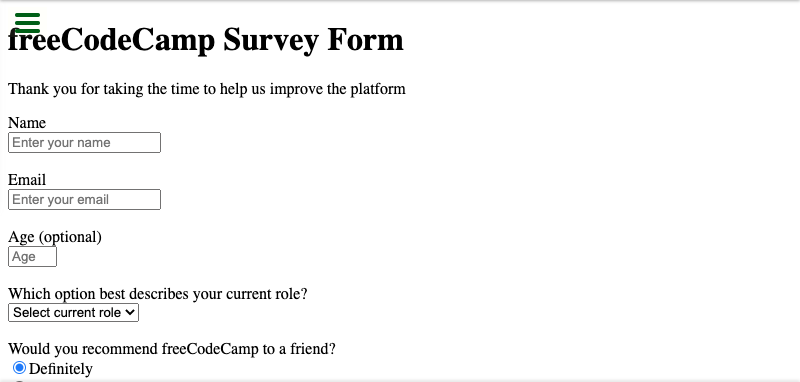 freeCodeCamp Survey Form
Thank you for taking the time to help us improve the platform
Name
Enter your name
Email
Enter your email
Age (optional)
Age
Which option best describes your current role?
Select current role
Would you recommend freeCodeCamp to a friend?
Definitely